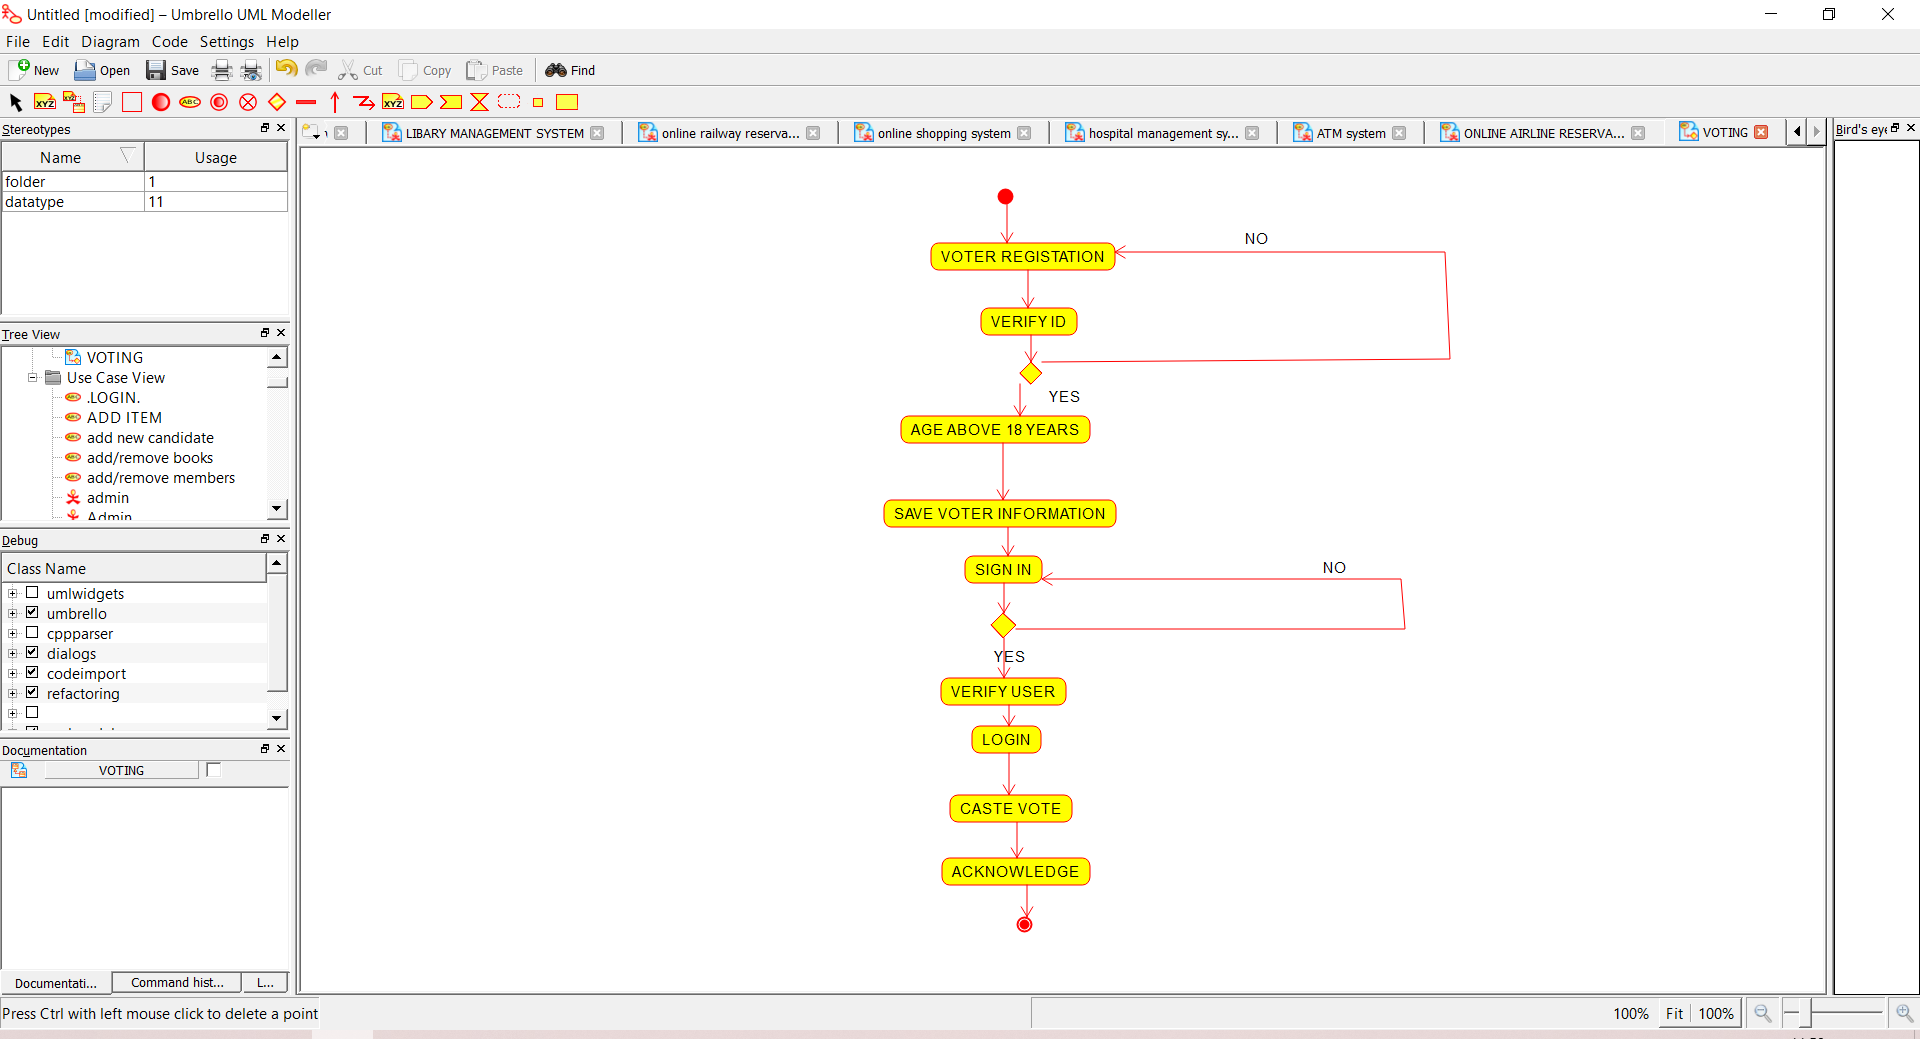 Untitled [modified] – Umbrello UML Modeller
File Edit Diagram Code Settings Help
New Open Save Cut Copy Paste Find
XYZ ABC XYZ
Stereotypes
Name Usage
folder 1
datatype 11
Tree View
VOTING
Use Case View
.LOGIN.
ADD ITEM
add new candidate
add/remove books
add/remove members
admin
Admin
Debug
Class Name
umlwidgets
umbrello
cppparser
dialogs
codeimport
refactoring
Documentation
VOTING
Documentati... Command hist... L...
LIBARY MANAGEMENT SYSTEM online railway reserva... online shopping system hospital management sy... ATM system ONLINE AIRLINE RESERVA... VOTING
Bird's eye
VOTER REGISTATION
NO
VERIFY ID
YES
AGE ABOVE 18 YEARS
SAVE VOTER INFORMATION
SIGN IN
NO
YES
VERIFY USER
LOGIN
CASTE VOTE
ACKNOWLEDGE
Press Ctrl with left mouse click to delete a point
100% Fit 100%